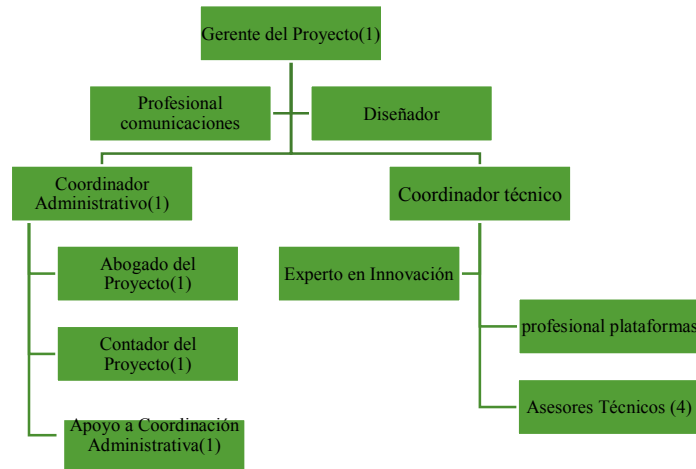 Gerente del Proyecto(1)
Profesional
comunicaciones
Diseñador
Coordinador
Administrativo(1)
Coordinador técnico
Abogado del
Proyecto(1)
Experto en Innovación
Contador del
Proyecto(1)
profesional plataformas
Apoyo a Coordinación
Administrativa(1)
Asesores Técnicos (4)